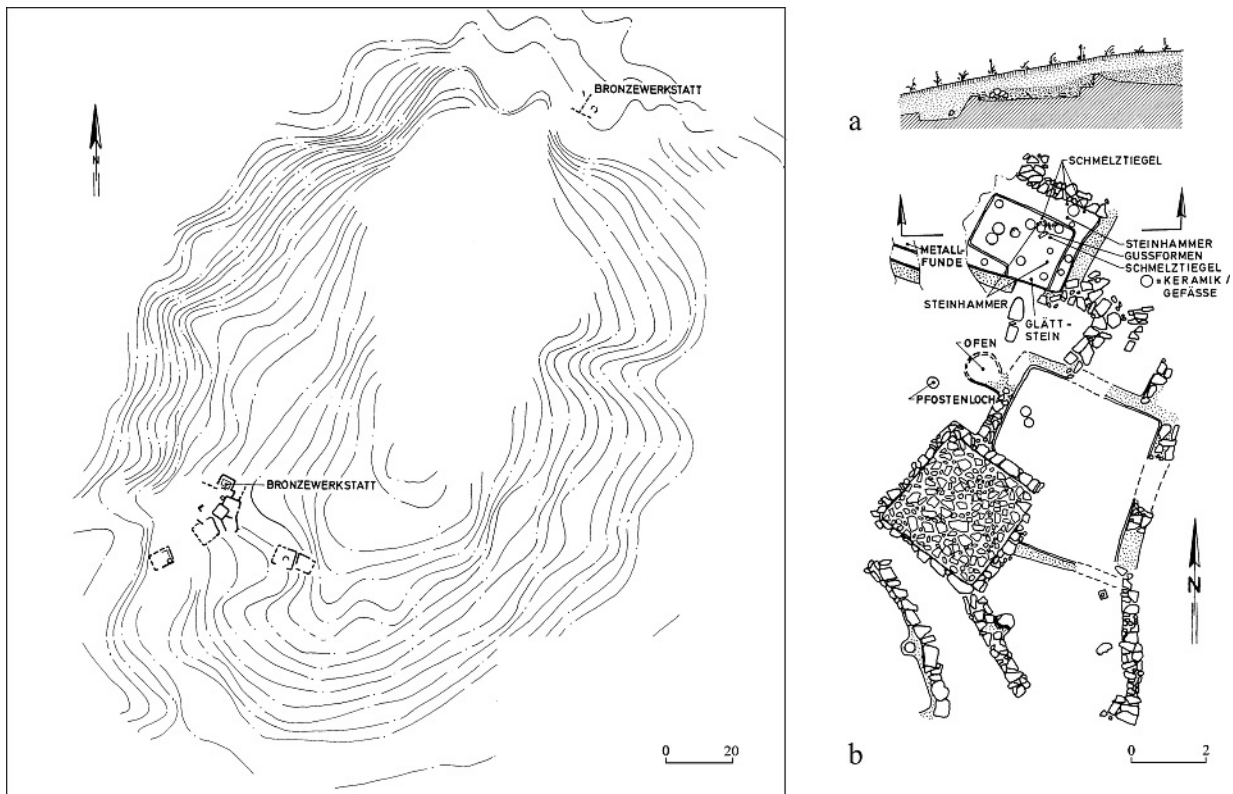 BRONZEWERKSTATT
N
BRONZEWERKSTATT
0 20
a
SCHMELZTIEGEL
METALL-
FUNDE
STEINHAMMER
GUSSFORMEN
SCHMELZTIEGEL
○=KERAMIK/
GEFÄSSE
STEINHAMMER
GLÄTT-
STEIN
OFEN
PFOSTENLOCH
N
b
0 2